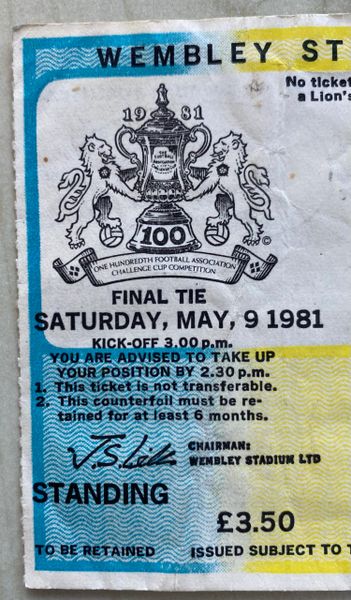 WEMBLEY ST
No ticket
a Lion's
1981
THE FOOTBALL
ASSOCIATION
100
ONE HUNDREDTH FOOTBALL ASSOCIATION
CHALLENGE CUP COMPETITION
©
FINAL TIE
SATURDAY, MAY, 9 1981
KICK-OFF 3.00 p.m.
YOU ARE ADVISED TO TAKE UP
YOUR POSITION BY 2.30 p.m.
1. This ticket is not transferable.
2. This counterfoil must be re-
tained for at least 6 months.
CHAIRMAN:
WEMBLEY STADIUM LTD
STANDING
£3.50
TO BE RETAINED ISSUED SUBJECT TO T